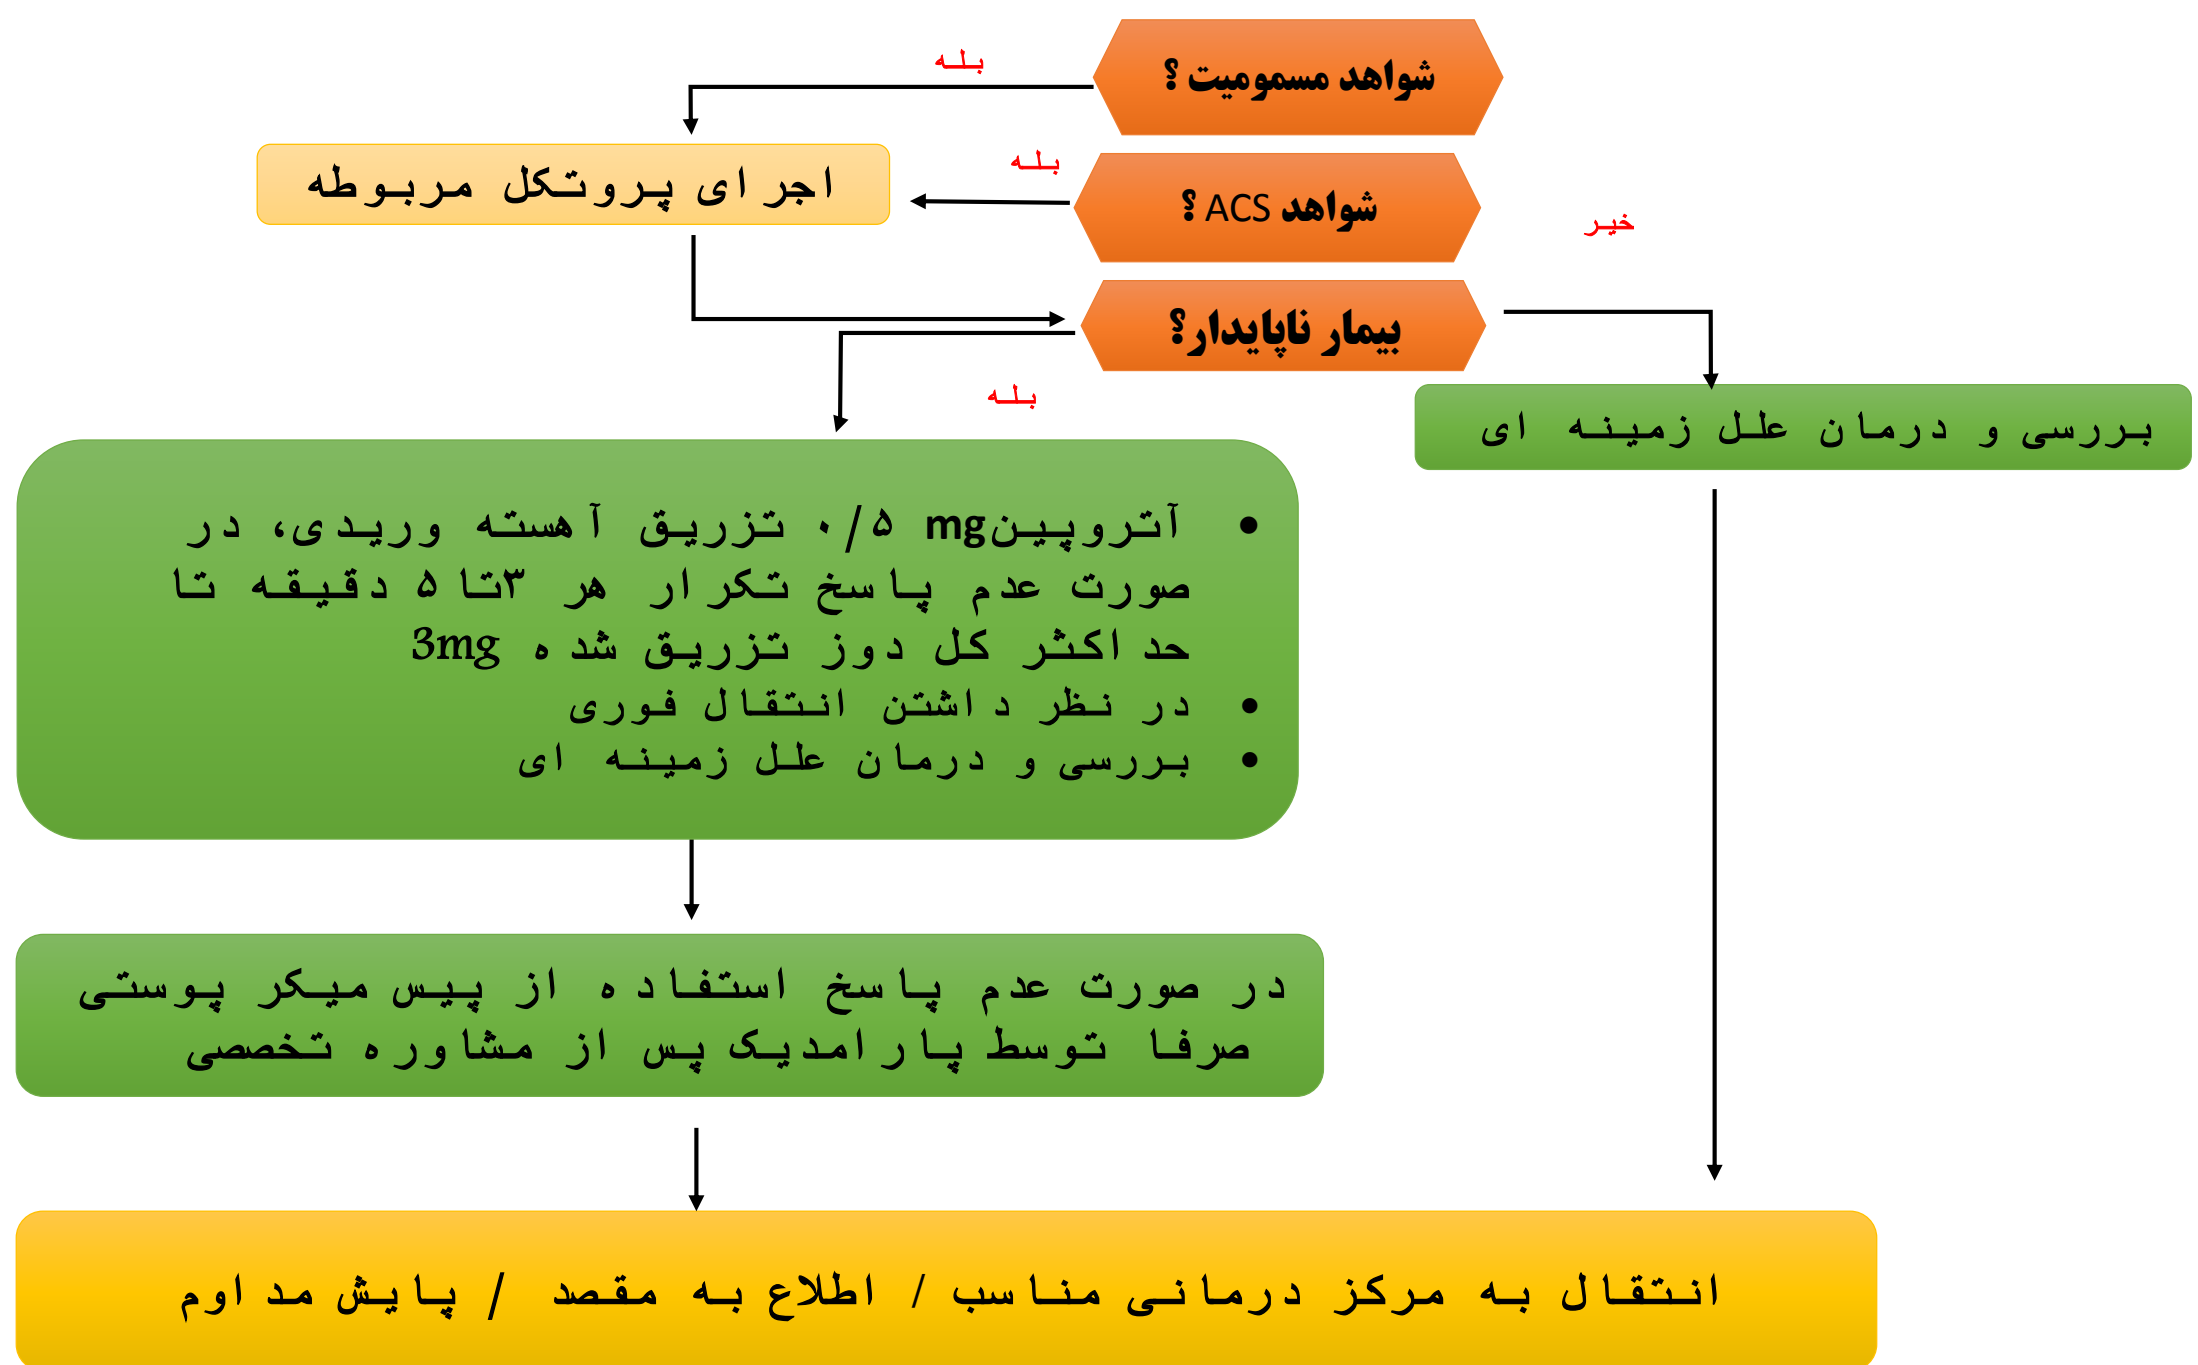 شواهد مسمومیت ؟
بله
اجرای پروتکل مربوطه
شواهد ACS ؟
بله
خیر
بیمار ناپایدار؟
بله
بررسی و درمان علل زمینه ای
• آتروپین mg ۰/۵ تزریق آهسته وریدی، در
صورت عدم پاسخ تکرار هر ۳تا ۵ دقیقه تا
حداکثر کل دوز تزریق شده 3mg
• در نظر داشتن انتقال فوری
• بررسی و درمان علل زمینه ای
در صورت عدم پاسخ استفاده از پیس میکر پوستی
صرفا توسط پارامدیک پس از مشاوره تخصصی
انتقال به مرکز درمانی مناسب / اطلاع به مقصد / پایش مداوم